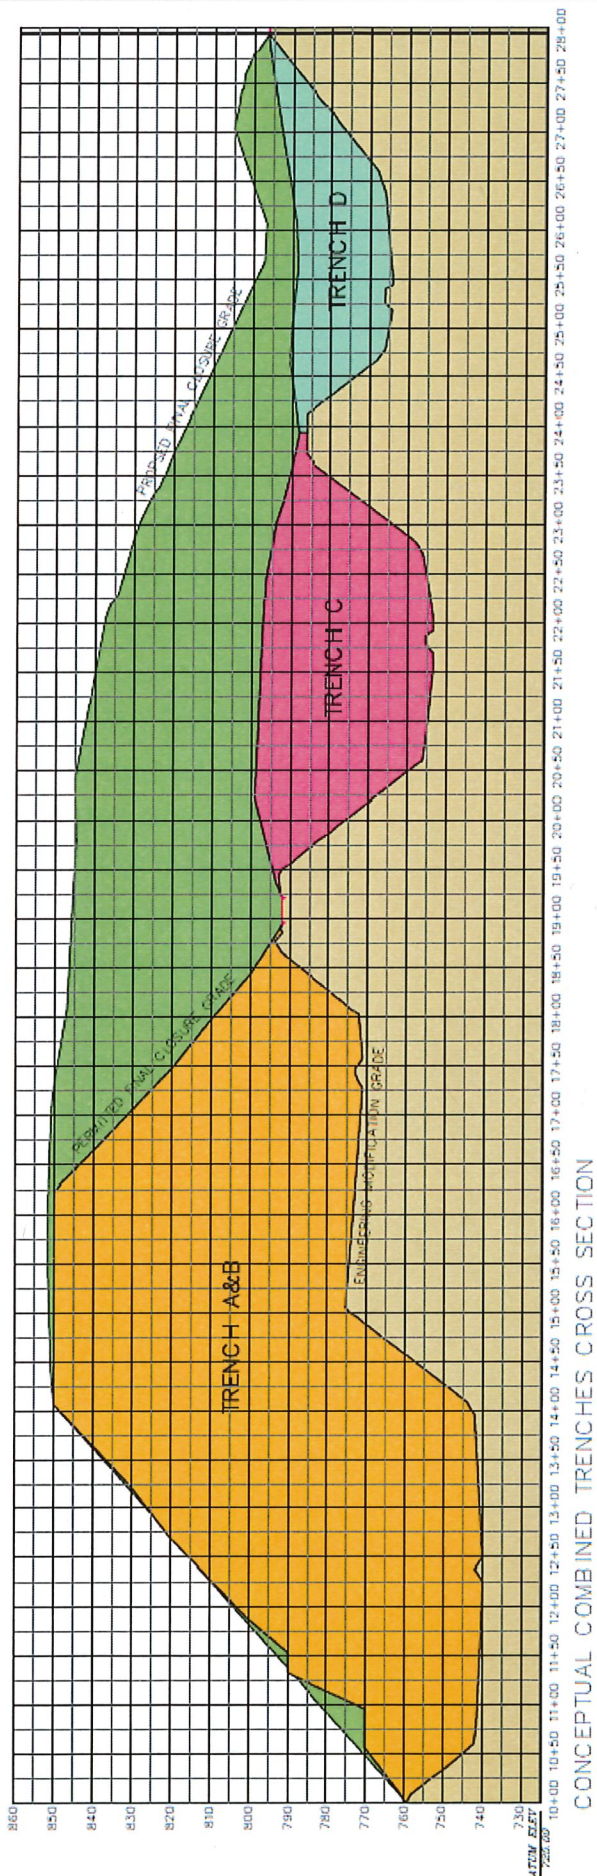 860
850
840
830
820
810
800
790
780
770
760
750
740
730
DATUM ELEV
725.00
PROPSED FINAL CLOSURE GRADE
PERMITTED FINAL CLOSURE GRADE
TRENCH A&B
TRENCH C
TRENCH D
ENGINEERING MODIFICATION GRADE
10+00 10+50 11+00 11+50 12+00 12+50 13+00 13+50 14+00 14+50 15+00 15+50 16+00 16+50 17+00 17+50 18+00 18+50 19+00 19+50 20+00 20+50 21+00 21+50 22+00 22+50 23+00 23+50 24+00 24+50 25+00 25+50 26+00 26+50 27+00 27+50 28+00
CONCEPTUAL COMBINED TRENCHES CROSS SECTION